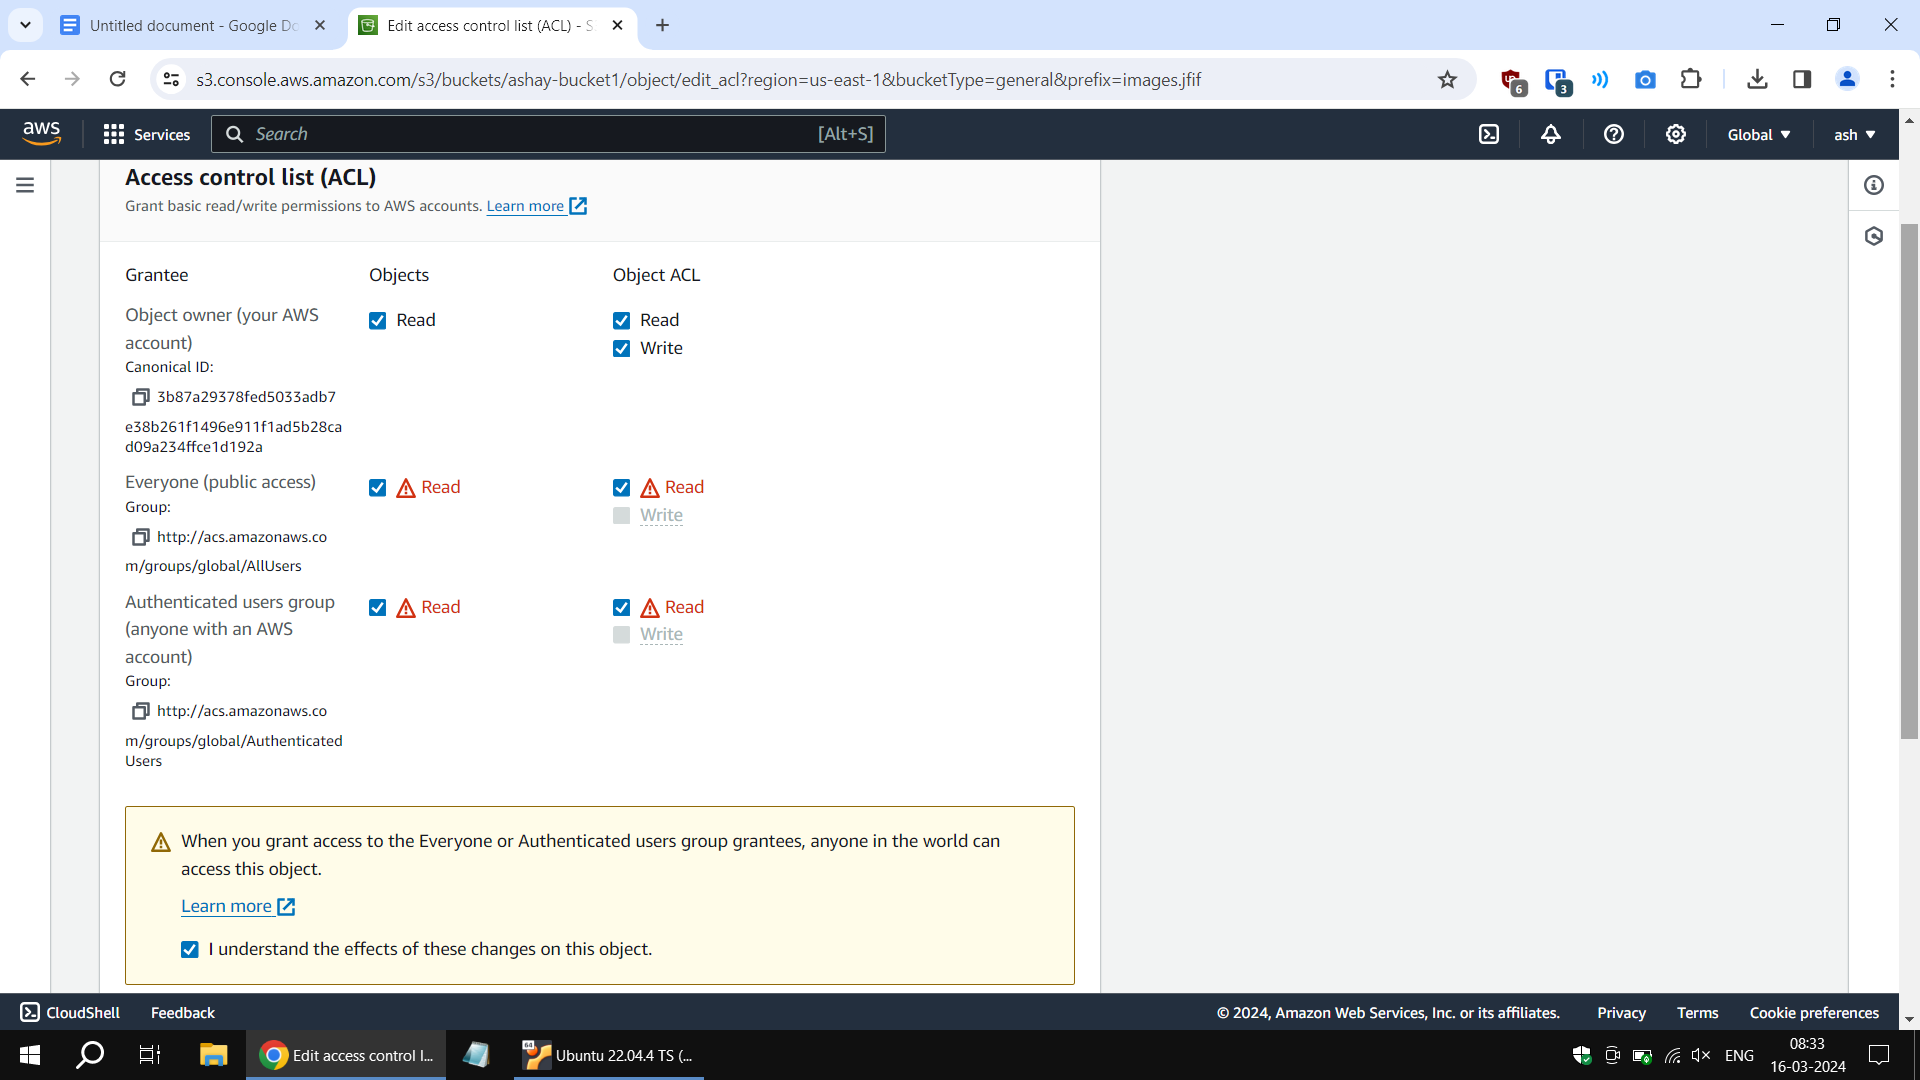 Untitled document - Google Do
Edit access control list (ACL) - S
s3.console.aws.amazon.com/s3/buckets/ashay-bucket1/object/edit_acl?region=us-east-1&bucketType=general&prefix=images.jfif
6
3
aws
Services
Search
[Alt+S]
Global
ash
Access control list (ACL)
Grant basic read/write permissions to AWS accounts. Learn more
Grantee
Objects
Object ACL
Object owner (your AWS
account)
Canonical ID:
3b87a29378fed5033adb7
e38b261f1496e911f1ad5b28ca
d09a234ffce1d192a
Read
Read
Write
Everyone (public access)
Group:
http://acs.amazonaws.co
m/groups/global/AllUsers
Read
Read
Write
Authenticated users group
(anyone with an AWS
account)
Group:
http://acs.amazonaws.co
m/groups/global/Authenticated
Users
Read
Read
Write
When you grant access to the Everyone or Authenticated users group grantees, anyone in the world can
access this object.
Learn more
I understand the effects of these changes on this object.
CloudShell
Feedback
© 2024, Amazon Web Services, Inc. or its affiliates.
Privacy
Terms
Cookie preferences
Edit access control l...
64
Ubuntu 22.04.4 TS (...
ENG
08:33
16-03-2024